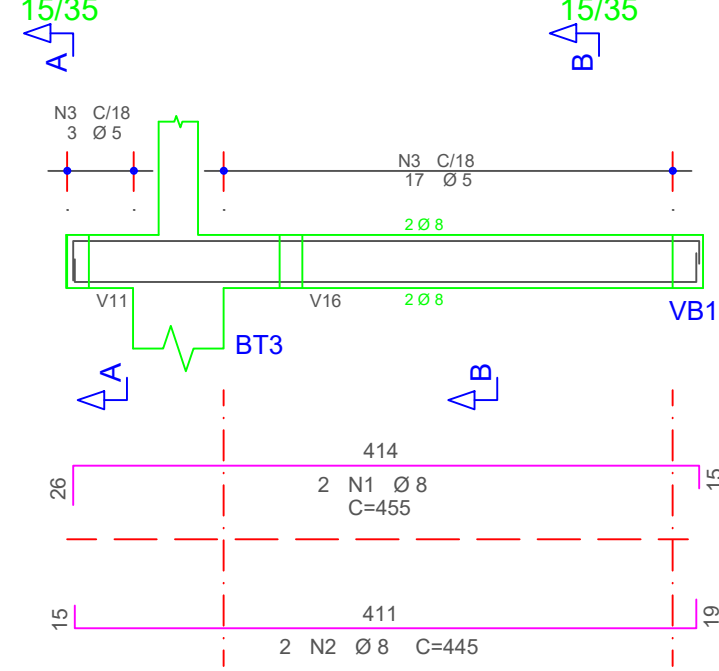 15/35
15/35
A
B
N3 C/18
3 Ø 5
N3 C/18
17 Ø 5
2 Ø 8
V11
V16
2 Ø 8
VB1
BT3
A
B
414
26
2 N1 Ø 8
15
C=455
411
15
19
2 N2 Ø 8 C=445